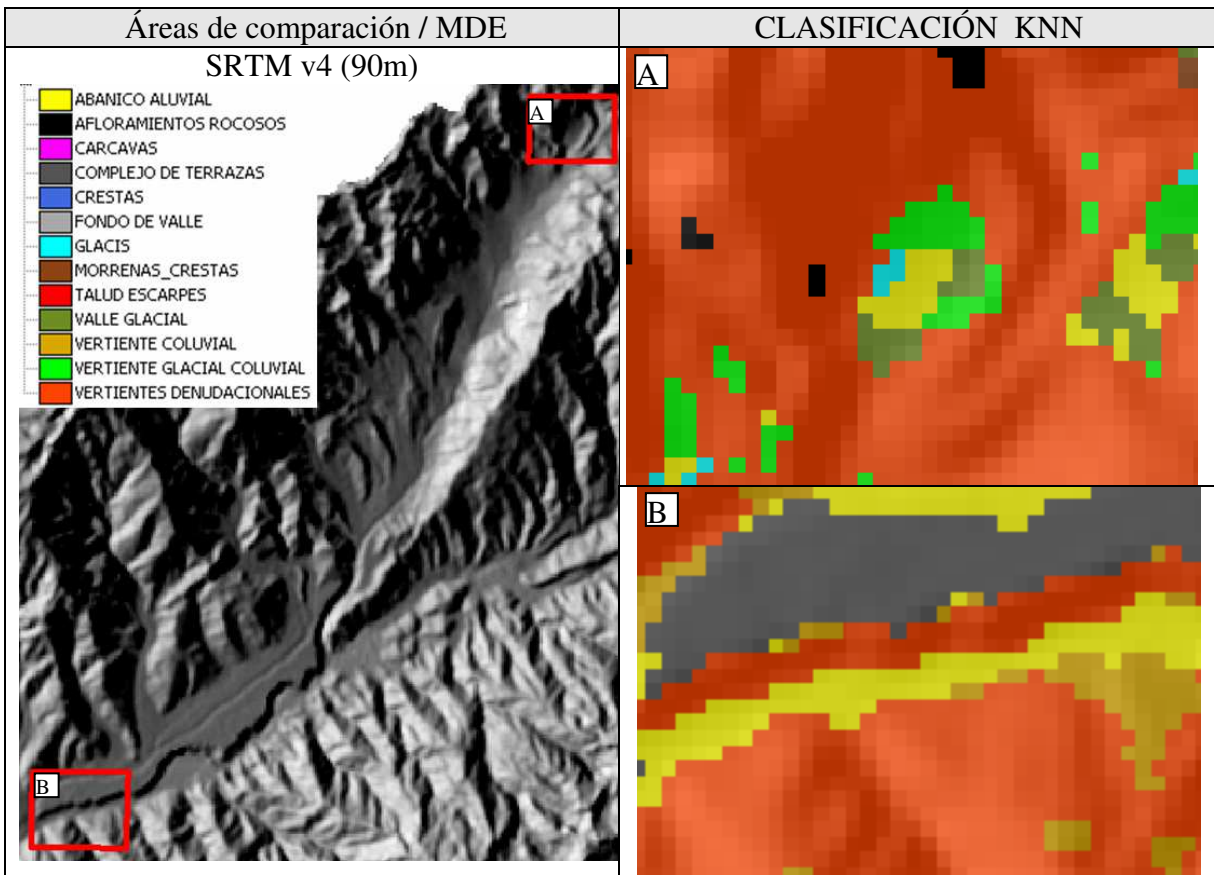 Áreas de comparación / MDE
CLASIFICACIÓN KNN
SRTM v4 (90m)
ABANICO ALUVIAL
AFLORAMIENTOS ROCOSOS
CARCAVAS
COMPLEJO DE TERRAZAS
CRESTAS
FONDO DE VALLE
GLACIS
MORRENAS_CRESTAS
TALUD ESCARPES
VALLE GLACIAL
VERTIENTE COLUVIAL
VERTIENTE GLACIAL COLUVIAL
VERTIENTES DENUDACIONALES
A
B
A
B